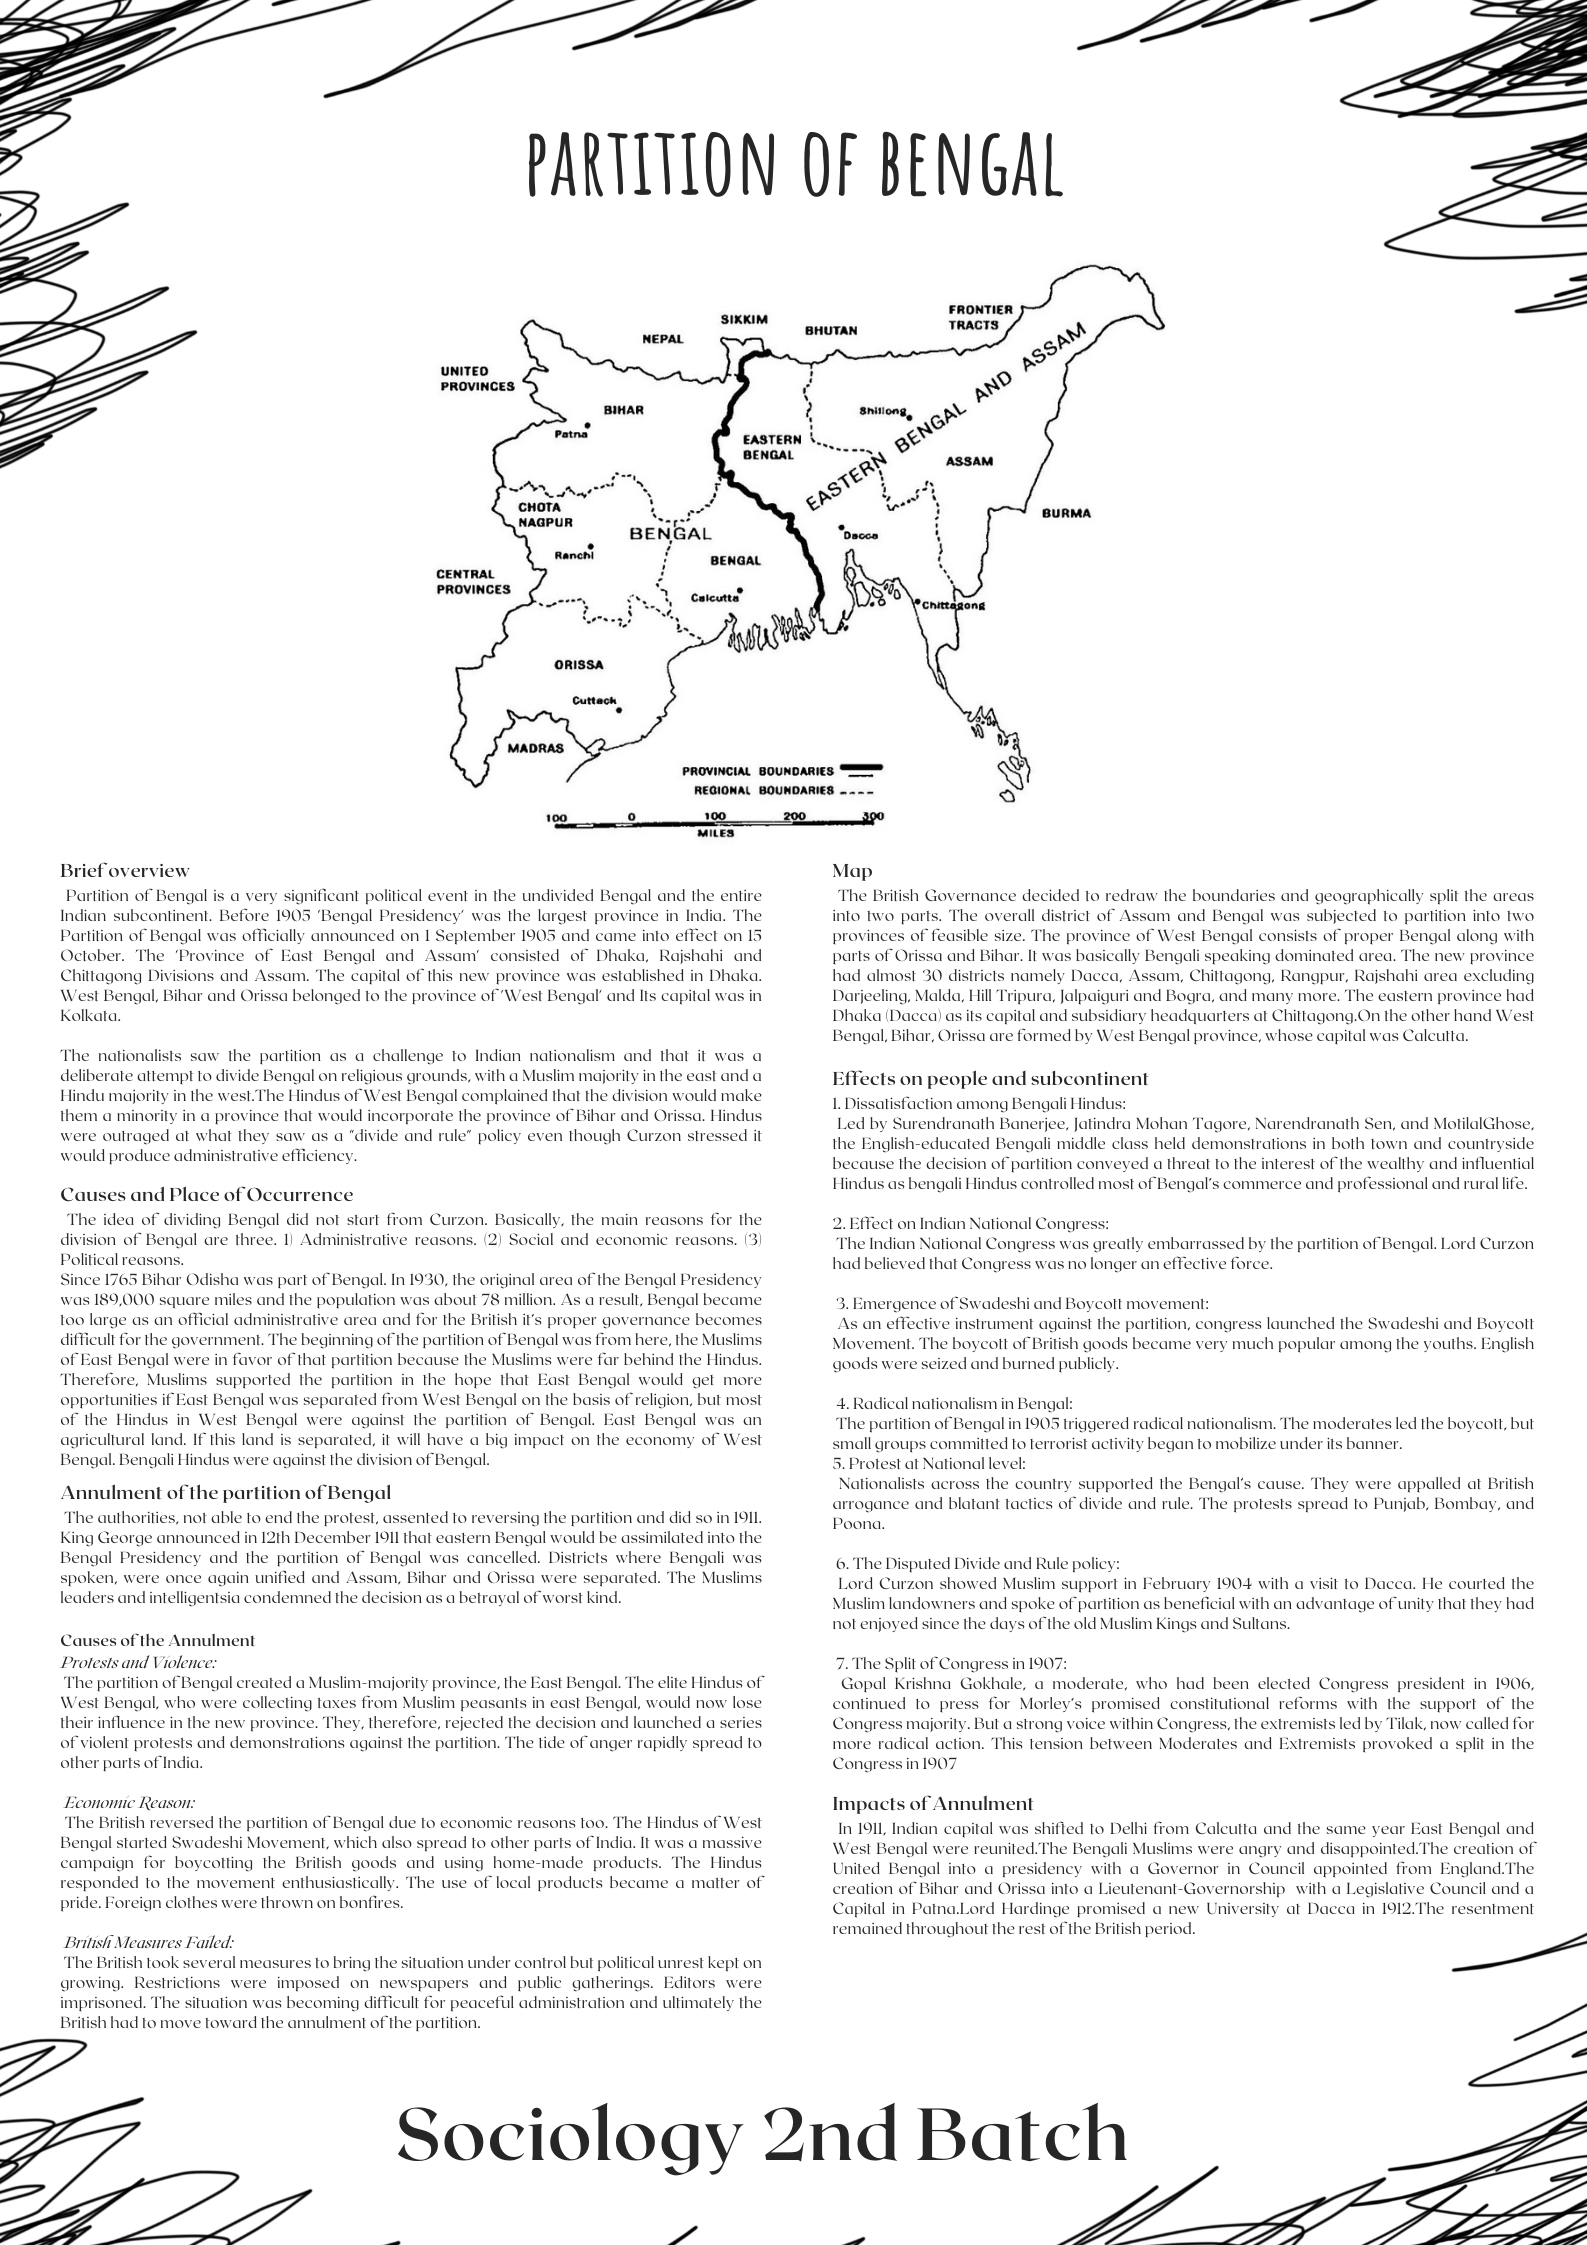 PARTITION OF BENGAL
SIKKIM
NEPAL
BHUTAN
FRONTIER
TRACTS
UNITED
PROVINCES
BIHAR
Patna
Shillong
EASTERN
BENGAL
EASTERN BENGAL AND ASSAM
ASSAM
CHOTA
NAGPUR
BENGAL
Ranchi
BURMA
Dacca
BENGAL
CENTRAL
PROVINCES
Calcutta
Chittagong
ORISSA
Cuttack
MADRAS
PROVINCIAL BOUNDARIES
REGIONAL BOUNDARIES
100 0 100 200 300
MILES
Brief overview
Partition of Bengal is a very significant political event in the undivided Bengal and the entire
Indian subcontinent. Before 1905 'Bengal Presidency' was the largest province in India. The
Partition of Bengal was officially announced on 1 September 1905 and came into effect on 15
October. The 'Province of East Bengal and Assam' consisted of Dhaka, Rajshahi and
Chittagong Divisions and Assam. The capital of this new province was established in Dhaka.
West Bengal, Bihar and Orissa belonged to the province of 'West Bengal' and Its capital was in
Kolkata.
The nationalists saw the partition as a challenge to Indian nationalism and that it was a
deliberate attempt to divide Bengal on religious grounds, with a Muslim majority in the east and a
Hindu majority in the west.The Hindus of West Bengal complained that the division would make
them a minority in a province that would incorporate the province of Bihar and Orissa. Hindus
were outraged at what they saw as a "divide and rule" policy even though Curzon stressed it
would produce administrative efficiency.
Causes and Place of Occurrence
The idea of dividing Bengal did not start from Curzon. Basically, the main reasons for the
division of Bengal are three. 1) Administrative reasons. (2) Social and economic reasons. (3)
Political reasons.
Since 1765 Bihar Odisha was part of Bengal. In 1930, the original area of the Bengal Presidency
was 189,000 square miles and the population was about 78 million. As a result, Bengal became
too large as an official administrative area and for the British it's proper governance becomes
difficult for the government. The beginning of the partition of Bengal was from here, the Muslims
of East Bengal were in favor of that partition because the Muslims were far behind the Hindus.
Therefore, Muslims supported the partition in the hope that East Bengal would get more
opportunities if East Bengal was separated from West Bengal on the basis of religion, but most
of the Hindus in West Bengal were against the partition of Bengal. East Bengal was an
agricultural land. If this land is separated, it will have a big impact on the economy of West
Bengal. Bengali Hindus were against the division of Bengal.
Annulment of the partition of Bengal
The authorities, not able to end the protest, assented to reversing the partition and did so in 1911.
King George announced in 12th December 1911 that eastern Bengal would be assimilated into the
Bengal Presidency and the partition of Bengal was cancelled. Districts where Bengali was
spoken, were once again unified and Assam, Bihar and Orissa were separated. The Muslims
leaders and intelligentsia condemned the decision as a betrayal of worst kind.
Causes of the Annulment
Protests and Violence:
The partition of Bengal created a Muslim-majority province, the East Bengal. The elite Hindus of
West Bengal, who were collecting taxes from Muslim peasants in east Bengal, would now lose
their influence in the new province. They, therefore, rejected the decision and launched a series
of violent protests and demonstrations against the partition. The tide of anger rapidly spread to
other parts of India.
Economic Reason:
The British reversed the partition of Bengal due to economic reasons too. The Hindus of West
Bengal started Swadeshi Movement, which also spread to other parts of India. It was a massive
campaign for boycotting the British goods and using home-made products. The Hindus
responded to the movement enthusiastically. The use of local products became a matter of
pride. Foreign clothes were thrown on bonfires.
British Measures Failed:
The British took several measures to bring the situation under control but political unrest kept on
growing. Restrictions were imposed on newspapers and public gatherings. Editors were
imprisoned. The situation was becoming difficult for peaceful administration and ultimately the
British had to move toward the annulment of the partition.
Map
The British Governance decided to redraw the boundaries and geographically split the areas
into two parts. The overall district of Assam and Bengal was subjected to partition into two
provinces of feasible size. The province of West Bengal consists of proper Bengal along with
parts of Orissa and Bihar. It was basically Bengali speaking dominated area. The new province
had almost 30 districts namely Dacca, Assam, Chittagong, Rangpur, Rajshahi area excluding
Darjeeling, Malda, Hill Tripura, Jalpaiguri and Bogra, and many more. The eastern province had
Dhaka (Dacca) as its capital and subsidiary headquarters at Chittagong.On the other hand West
Bengal, Bihar, Orissa are formed by West Bengal province, whose capital was Calcutta.
Effects on people and subcontinent
1. Dissatisfaction among Bengali Hindus:
Led by Surendranath Banerjee, Jatindra Mohan Tagore, Narendranath Sen, and MotilalGhose,
the English-educated Bengali middle class held demonstrations in both town and countryside
because the decision of partition conveyed a threat to the interest of the wealthy and influential
Hindus as bengali Hindus controlled most of Bengal's commerce and professional and rural life.
2. Effect on Indian National Congress:
The Indian National Congress was greatly embarrassed by the partition of Bengal. Lord Curzon
had believed that Congress was no longer an effective force.
3. Emergence of Swadeshi and Boycott movement:
As an effective instrument against the partition, congress launched the Swadeshi and Boycott
Movement. The boycott of British goods became very much popular among the youths. English
goods were seized and burned publicly.
4. Radical nationalism in Bengal:
The partition of Bengal in 1905 triggered radical nationalism. The moderates led the boycott, but
small groups committed to terrorist activity began to mobilize under its banner.
5. Protest at National level:
Nationalists across the country supported the Bengal's cause. They were appalled at British
arrogance and blatant tactics of divide and rule. The protests spread to Punjab, Bombay, and
Poona.
6. The Disputed Divide and Rule policy:
Lord Curzon showed Muslim support in February 1904 with a visit to Dacca. He courted the
Muslim landowners and spoke of partition as beneficial with an advantage of unity that they had
not enjoyed since the days of the old Muslim Kings and Sultans.
7. The Split of Congress in 1907:
Gopal Krishna Gokhale, a moderate, who had been elected Congress president in 1906,
continued to press for Morley's promised constitutional reforms with the support of the
Congress majority. But a strong voice within Congress, the extremists led by Tilak, now called for
more radical action. This tension between Moderates and Extremists provoked a split in the
Congress in 1907
Impacts of Annulment
In 1911, Indian capital was shifted to Delhi from Calcutta and the same year East Bengal and
West Bengal were reunited.The Bengali Muslims were angry and disappointed.The creation of
United Bengal into a presidency with a Governor in Council appointed from England.The
creation of Bihar and Orissa into a Lieutenant-Governorship with a Legislative Council and a
Capital in Patna.Lord Hardinge promised a new University at Dacca in 1912.The resentment
remained throughout the rest of the British period.
Sociology 2nd Batch